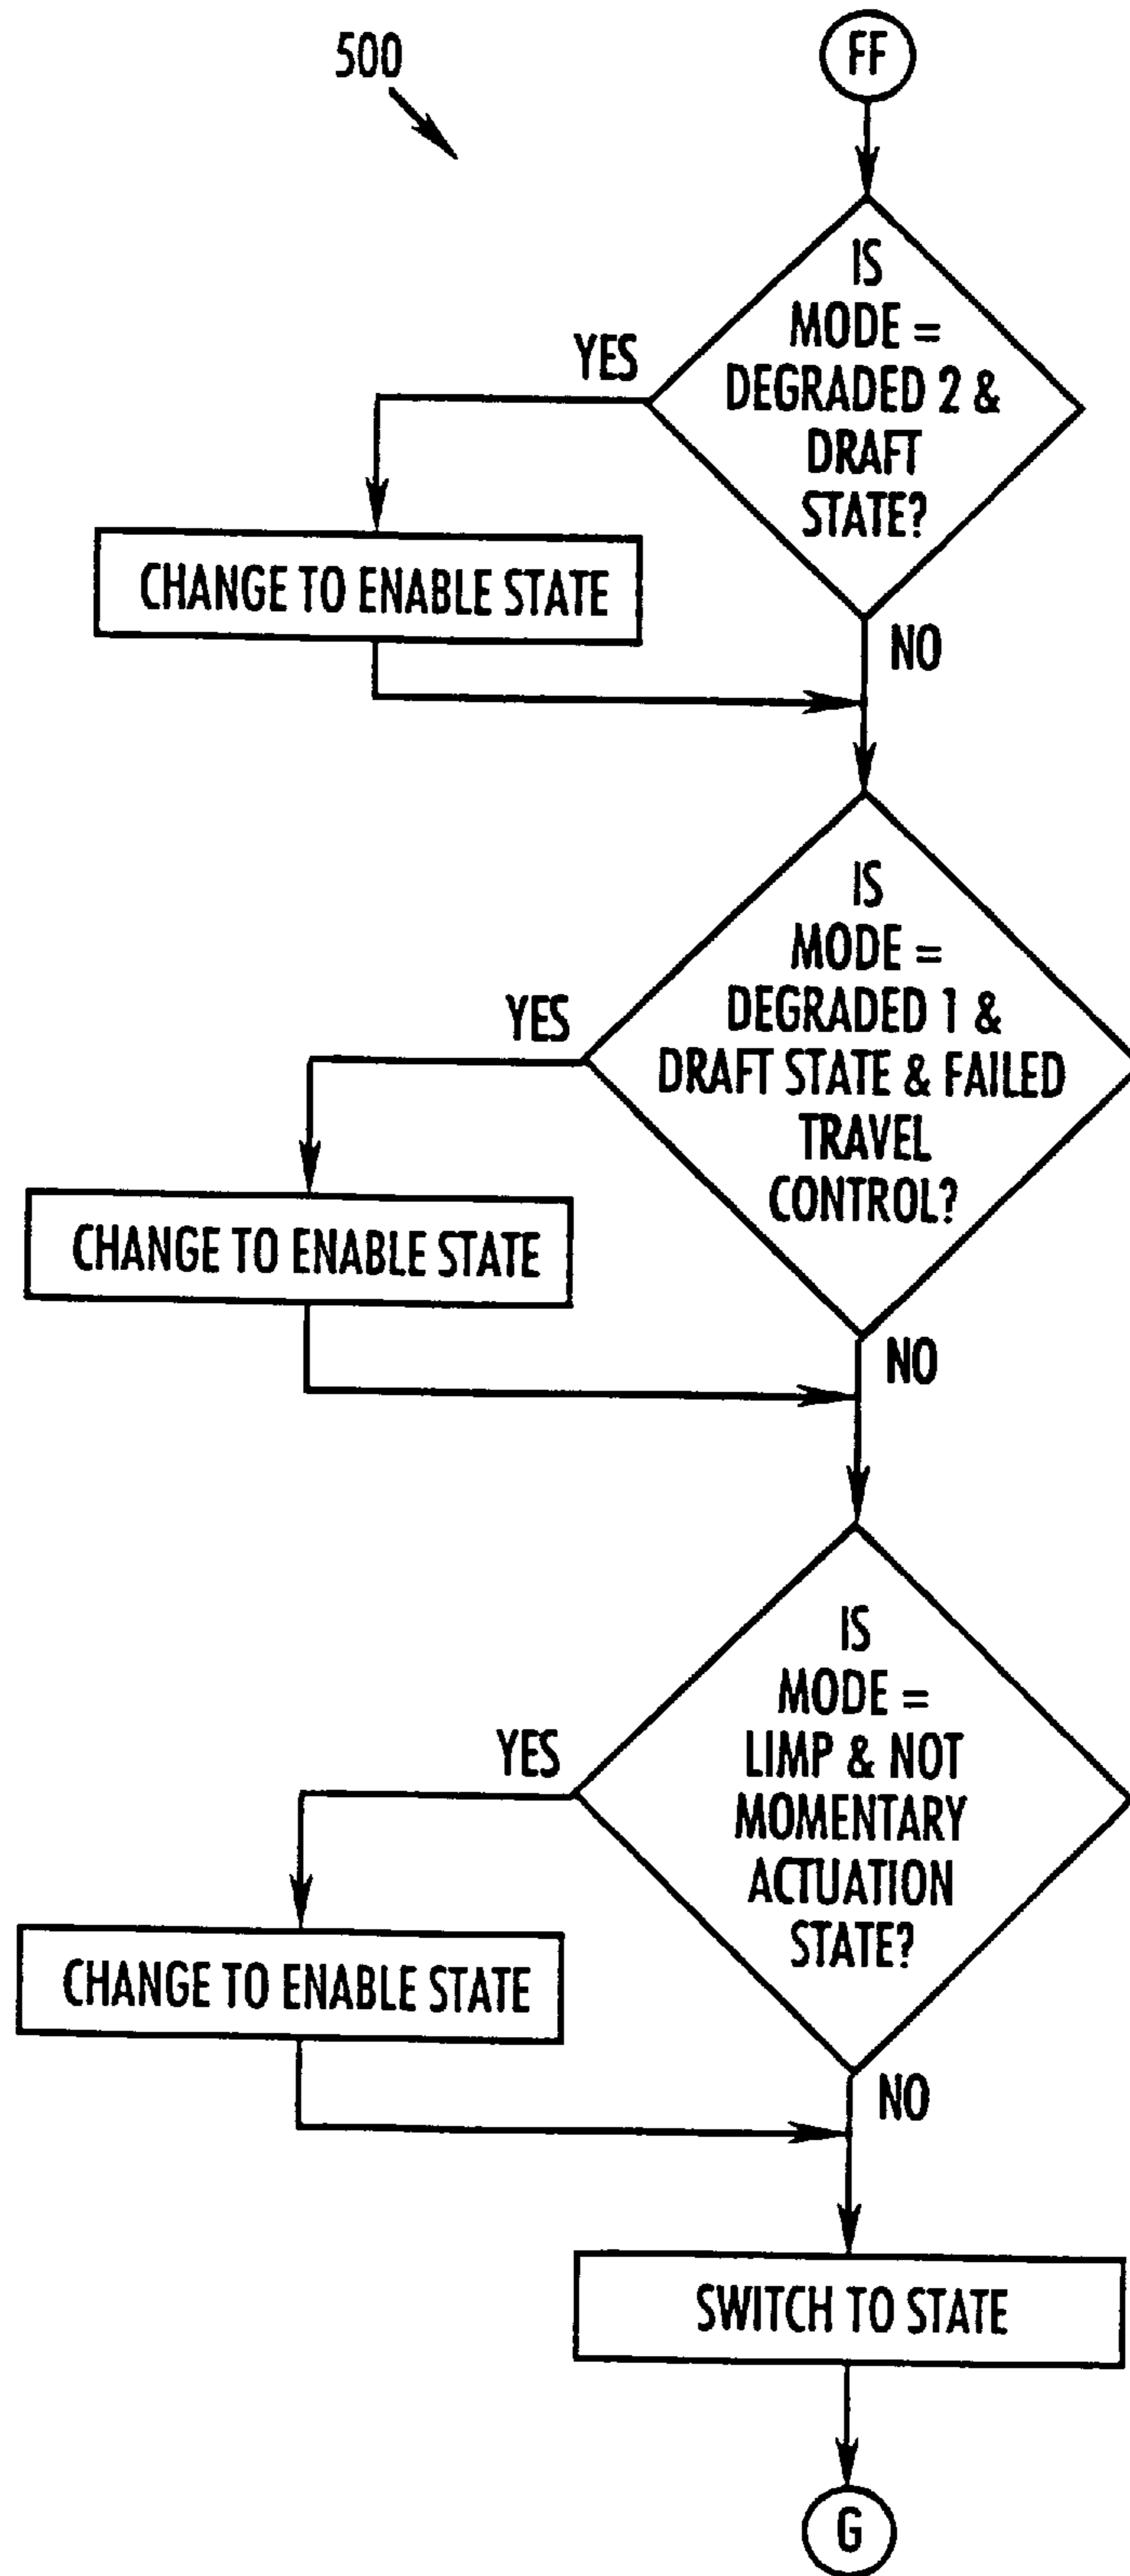 500
FF
IS
MODE =
DEGRADED 2 &
DRAFT
STATE?
YES
CHANGE TO ENABLE STATE
NO
IS
MODE =
DEGRADED 1 &
DRAFT STATE & FAILED
TRAVEL
CONTROL?
YES
CHANGE TO ENABLE STATE
NO
IS
MODE =
LIMP & NOT
MOMENTARY
ACTUATION
STATE?
YES
CHANGE TO ENABLE STATE
NO
SWITCH TO STATE
G